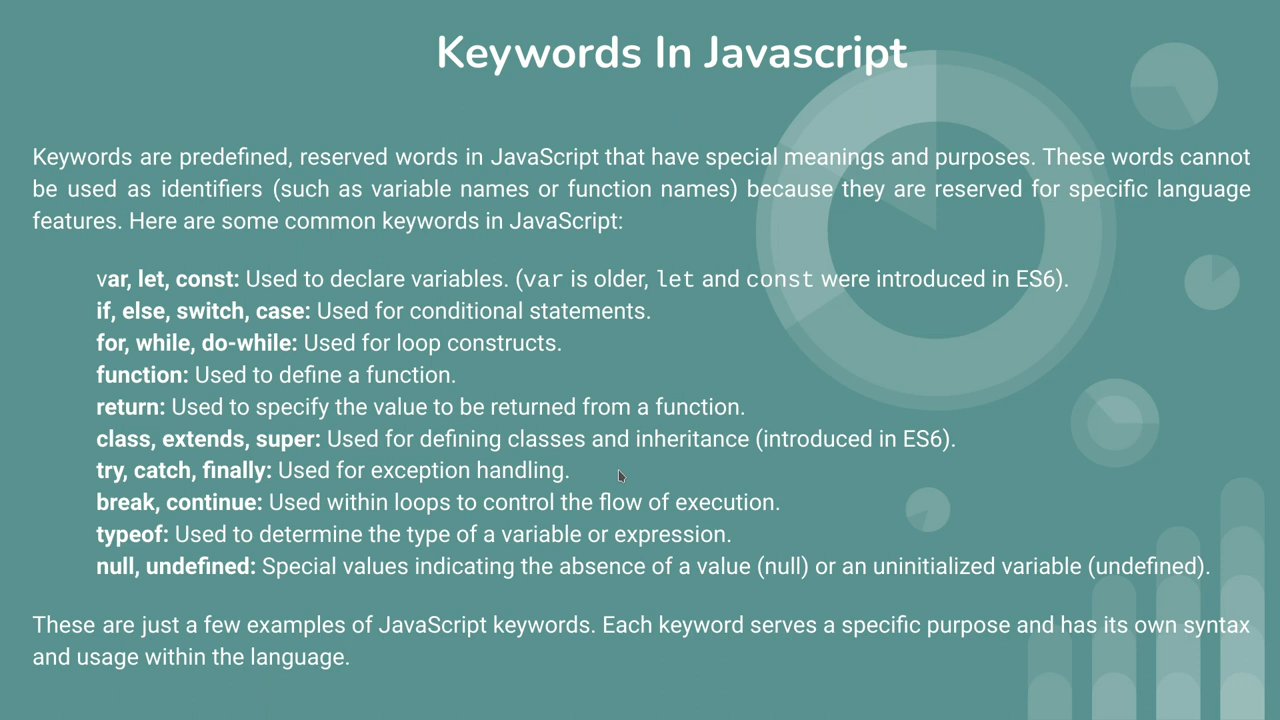 Keywords In Javascript
Keywords are predefined, reserved words in JavaScript that have special meanings and purposes. These words cannot
be used as identifiers (such as variable names or function names) because they are reserved for specific language
features. Here are some common keywords in JavaScript:
var, let, const: Used to declare variables. (var is older, let and const were introduced in ES6).
if, else, switch, case: Used for conditional statements.
for, while, do-while: Used for loop constructs.
function: Used to define a function.
return: Used to specify the value to be returned from a function.
class, extends, super: Used for defining classes and inheritance (introduced in ES6).
try, catch, finally: Used for exception handling.
break, continue: Used within loops to control the flow of execution.
typeof: Used to determine the type of a variable or expression.
null, undefined: Special values indicating the absence of a value (null) or an uninitialized variable (undefined).
These are just a few examples of JavaScript keywords. Each keyword serves a specific purpose and has its own syntax
and usage within the language.